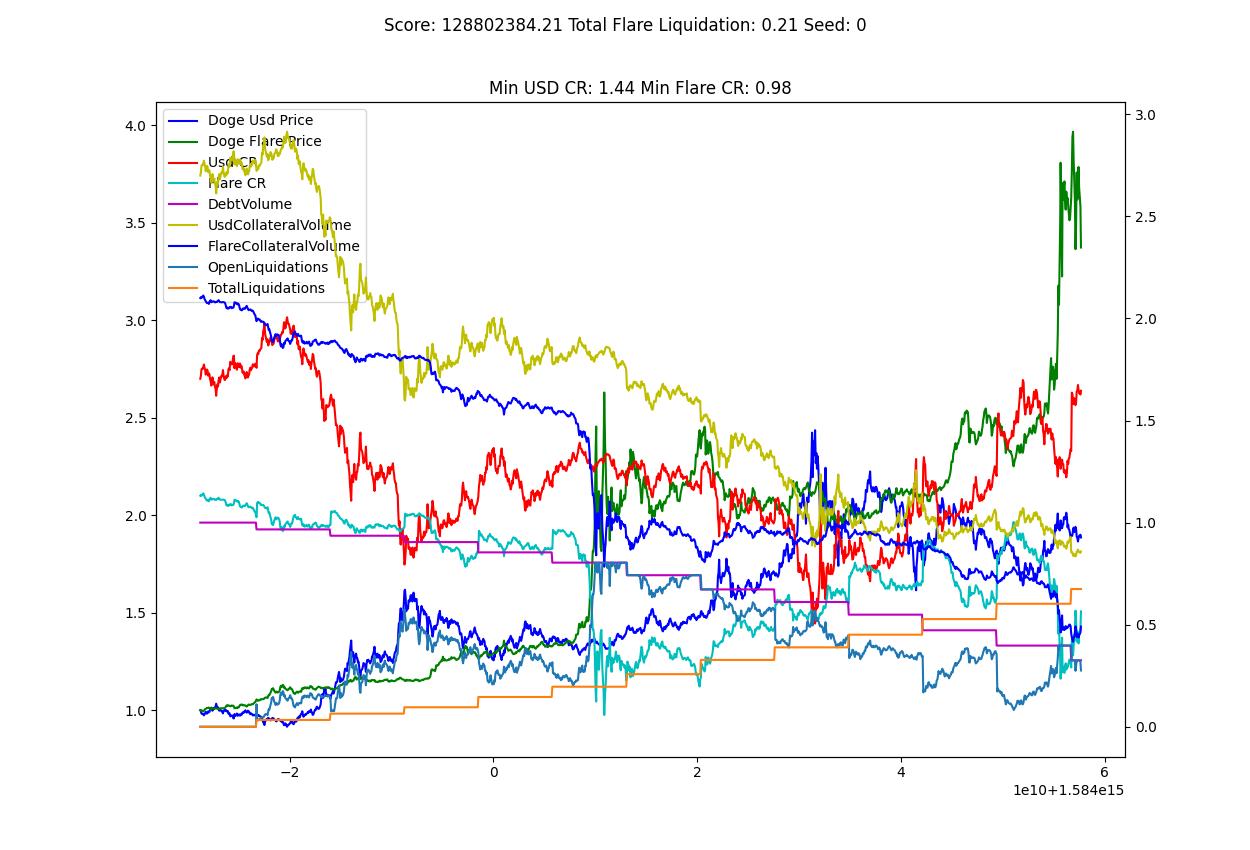 Score: 128802384.21 Total Flare Liquidation: 0.21 Seed: 0
Min USD CR: 1.44 Min Flare CR: 0.98
Doge Usd Price
Doge Flare Price
Usd CR
Flare CR
DebtVolume
UsdCollateralVolume
FlareCollateralVolume
OpenLiquidations
TotalLiquidations
4.0
3.5
3.0
2.5
2.0
1.5
1.0
3.0
2.5
2.0
1.5
1.0
0.5
0.0
−2
0
2
4
6
1e10+1.584e15